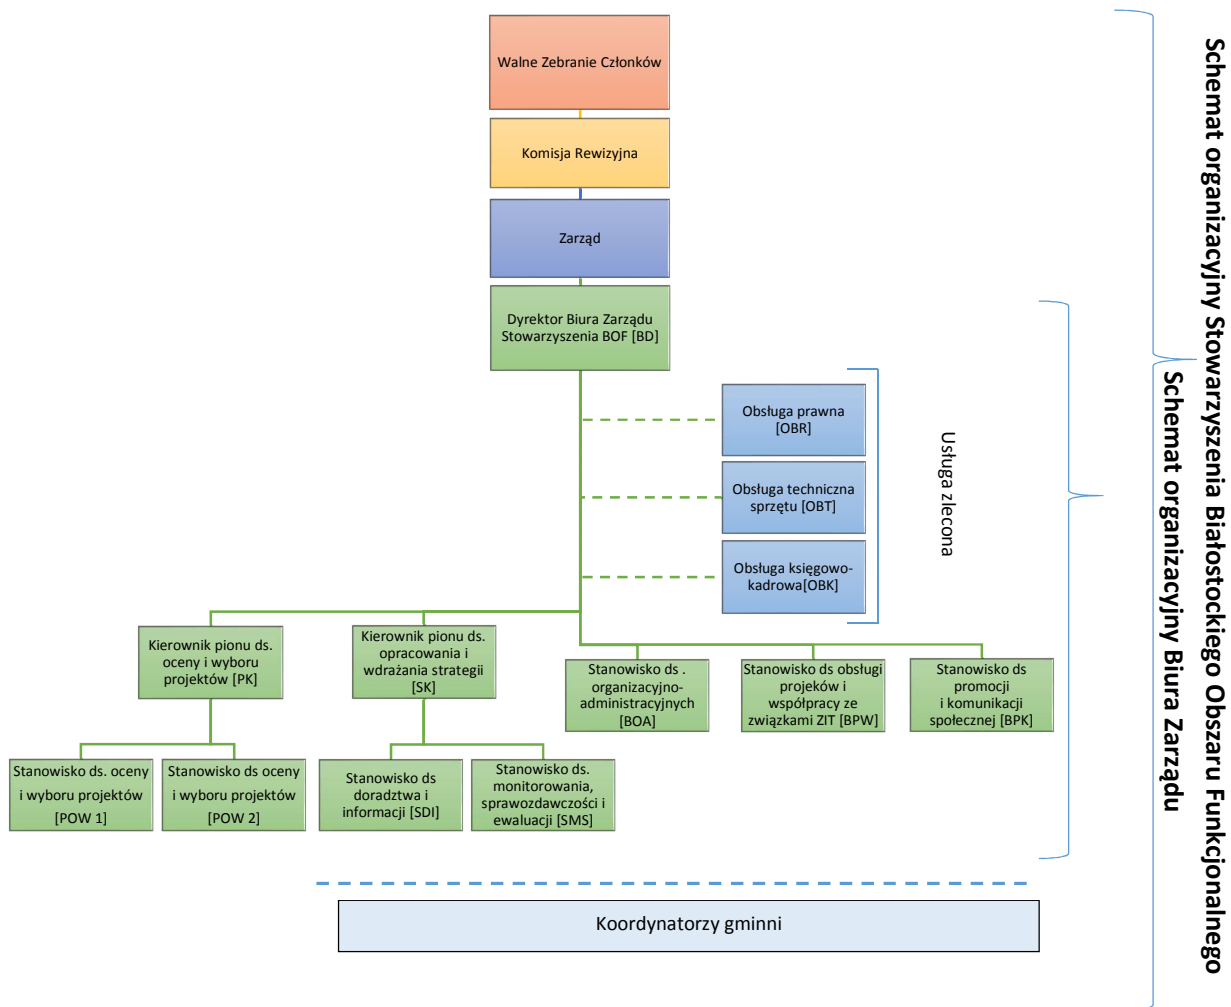 Walne Zebranie Członków
Komisja Rewizyjna
Zarząd
Dyrektor Biura Zarządu
Stowarzyszenia BOF [BD]
Obsługa prawna
[OBR]
Obsługa techniczna
sprzętu [OBT]
Obsługa księgowo-
kadrowa[OBK]
Usługa zlecona
Kierownik pionu ds.
oceny i wyboru
projektów [PK]
Kierownik pionu ds.
opracowania i
wdrażania strategii
[SK]
Stanowisko ds .
organizacyjno-
administracyjnych
[BOA]
Stanowisko ds obsługi
projeków i
współpracy ze
związkami ZIT [BPW]
Stanowisko ds
promocji
i komunikacji
społecznej [BPK]
Stanowisko ds. oceny
i wyboru projektów
[POW 1]
Stanowisko ds oceny
i wyboru projektów
[POW 2]
Stanowisko ds
doradztwa i
informacji [SDI]
Stanowisko ds.
monitorowania,
sprawozdawczości i
ewaluacji [SMS]
Koordynatorzy gminni
Schemat organizacyjny Biura Zarządu
Schemat organizacyjny Stowarzyszenia Białostockiego Obszaru Funkcjonalnego